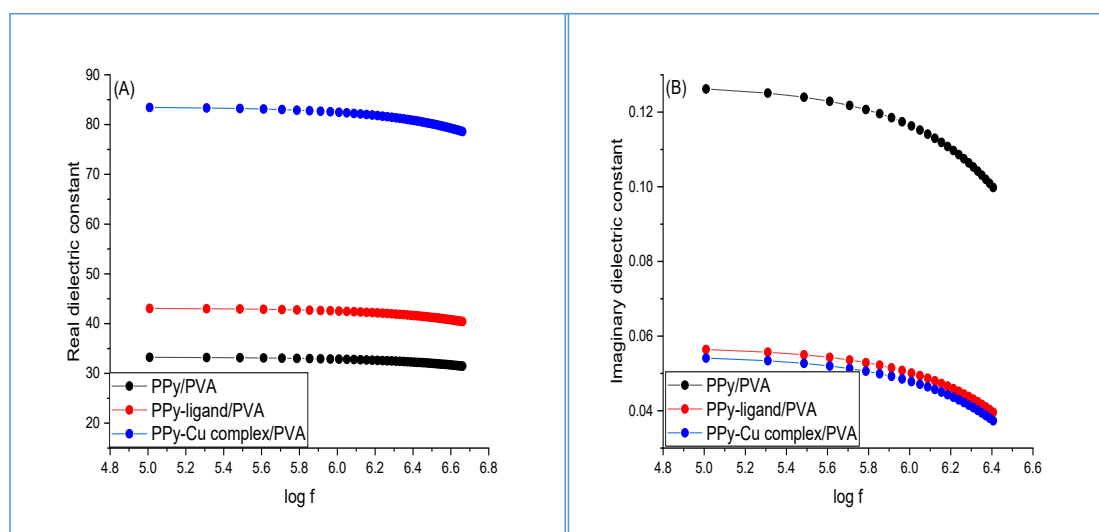 (A)
Real dielectric constant
90
80
70
60
50
40
30
20
PPy/PVA
PPy-ligand/PVA
PPy-Cu complex/PVA
4.8 5.0 5.2 5.4 5.6 5.8 6.0 6.2 6.4 6.6 6.8
log f
(B)
Imaginary dielectric constant
0.12
0.10
0.08
0.06
0.04
PPy/PVA
PPy-ligand/PVA
PPy-Cu complex/PVA
4.8 5.0 5.2 5.4 5.6 5.8 6.0 6.2 6.4 6.6
log f